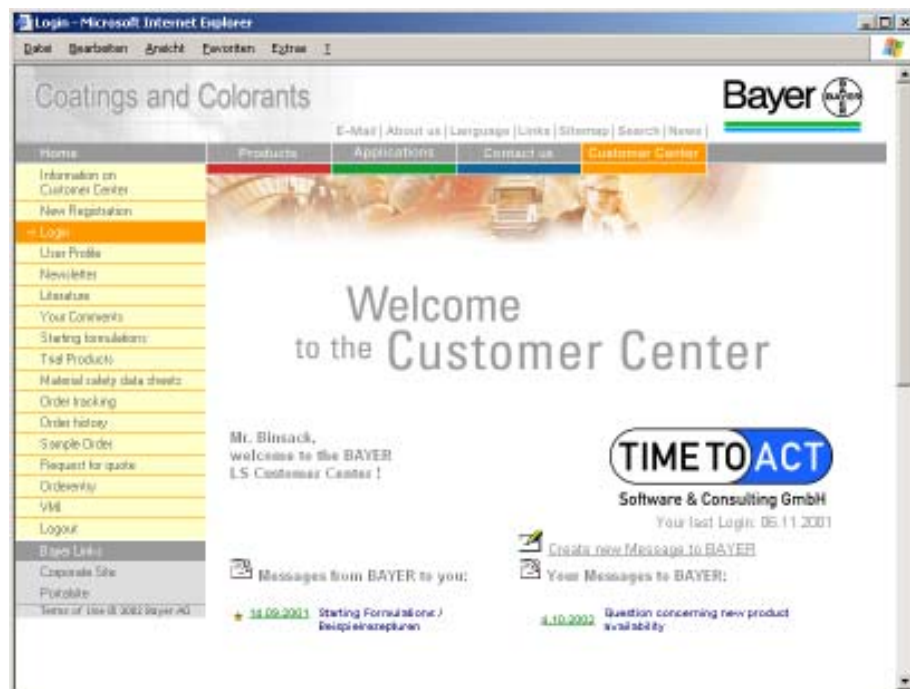 Login - Microsoft Internet Explorer
Datei Bearbeiten Ansicht Favoriten Extras ?
Coatings and Colorants
Bayer
BAYER
E-Mail | About us | Language | Links | Sitemap | Search | News |
Home Products Applications Contact us Customer Center
Information on
Customer Center
New Registration
Login
User Profile
Newsletter
Literature
Your Comments
Starting formulations
Trial Products
Material safety data sheets
Order tracking
Order history
Sample Order
Request for quote
Orderentry
VMI
Logout
Bayer Links
Corporate Site
Terms of Use © 2002 Bayer AG
Welcome
to the Customer Center
Mr. Binsack,
welcome to the BAYER
LS Customer Center !
TIMETOACT
Software & Consulting GmbH
Your last Login: 06.11.2001
Create new Message to BAYER
Messages from BAYER to you:
Your Messages to BAYER:
14.09.2001 Starting Formulations /
Beispielrezepturen
4.10.2002 Question concerning new product
availability